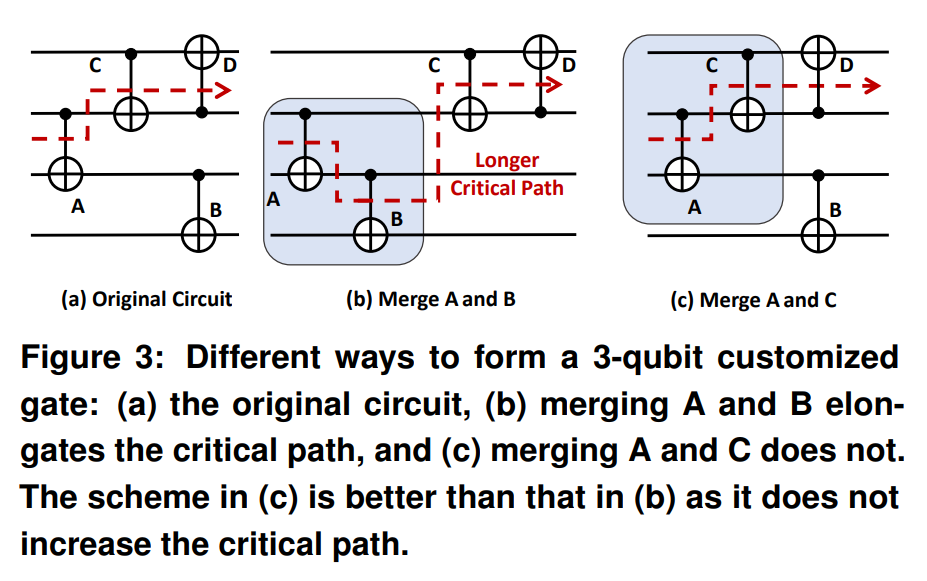 C
D
A
B
(a) Original Circuit
C
D
A
B
Longer
Critical Path
(b) Merge A and B
C
D
A
B
(c) Merge A and C
Figure 3: Different ways to form a 3-qubit customized
gate: (a) the original circuit, (b) merging A and B elon-
gates the critical path, and (c) merging A and C does not.
The scheme in (c) is better than that in (b) as it does not
increase the critical path.